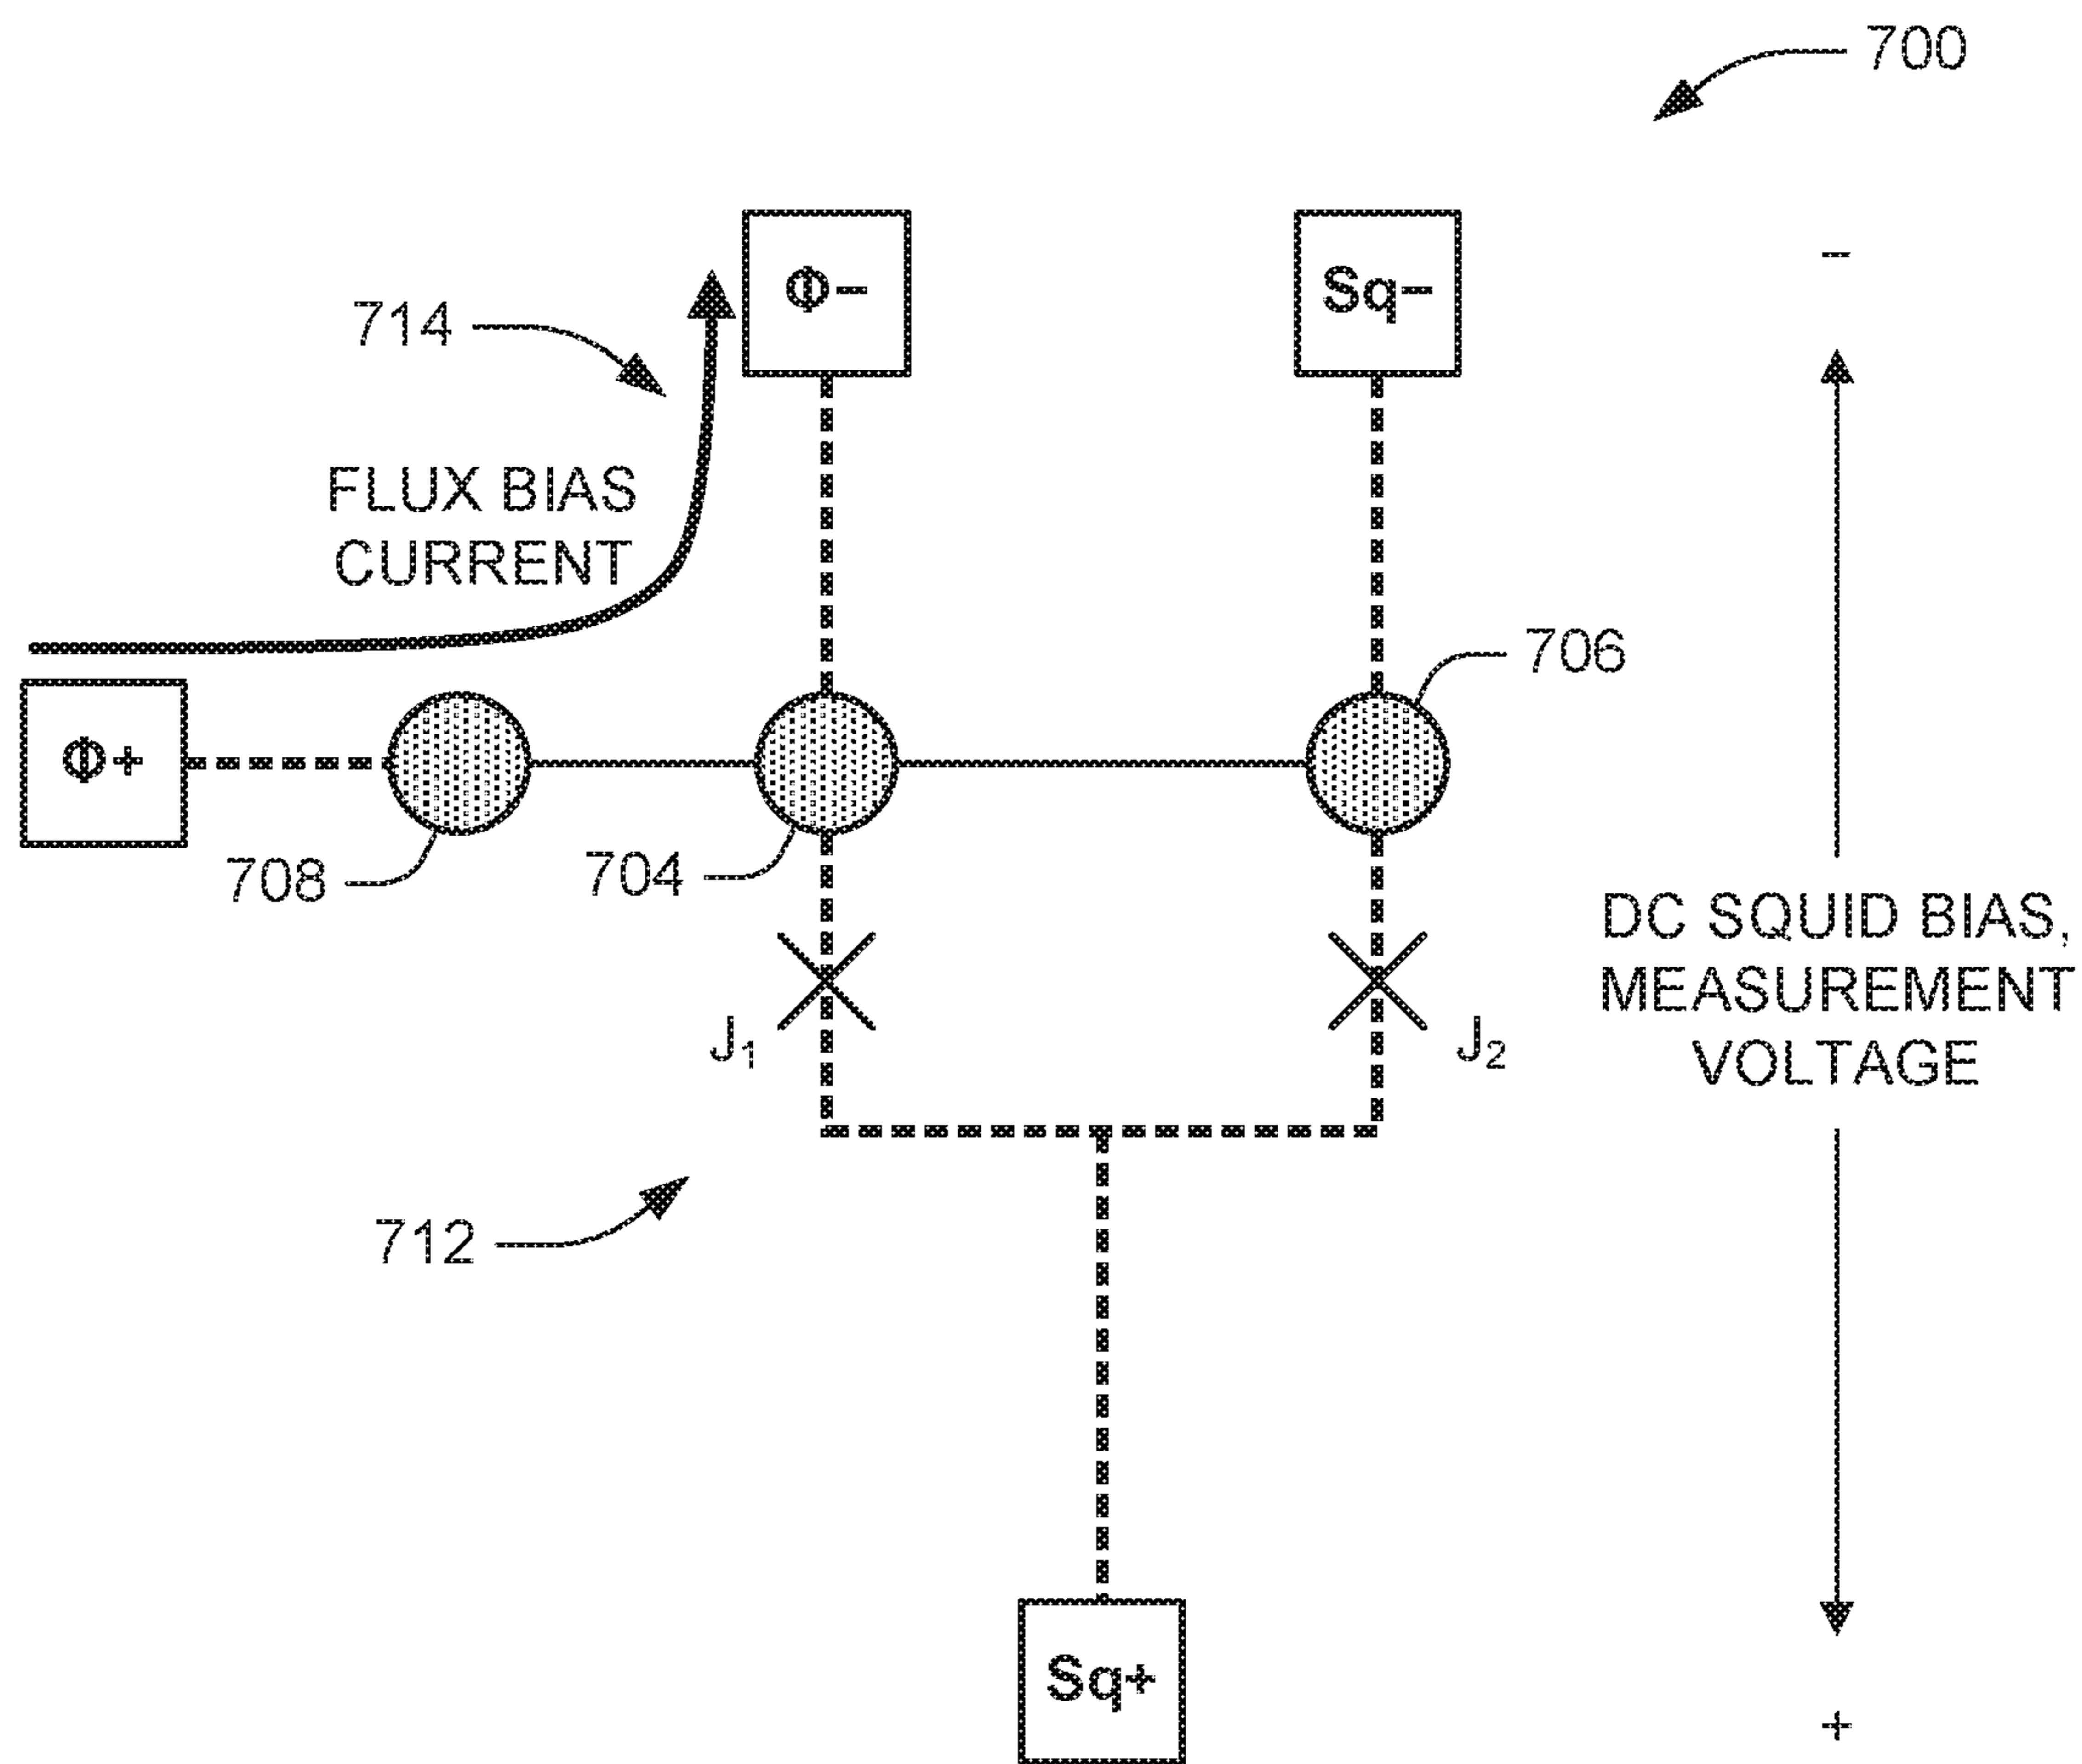 700
Φ−
Sq−
−
714
FLUX BIAS
CURRENT
706
Φ+
708
704
DC SQUID BIAS,
MEASUREMENT
VOLTAGE
J₁
J₂
712
Sq+
+